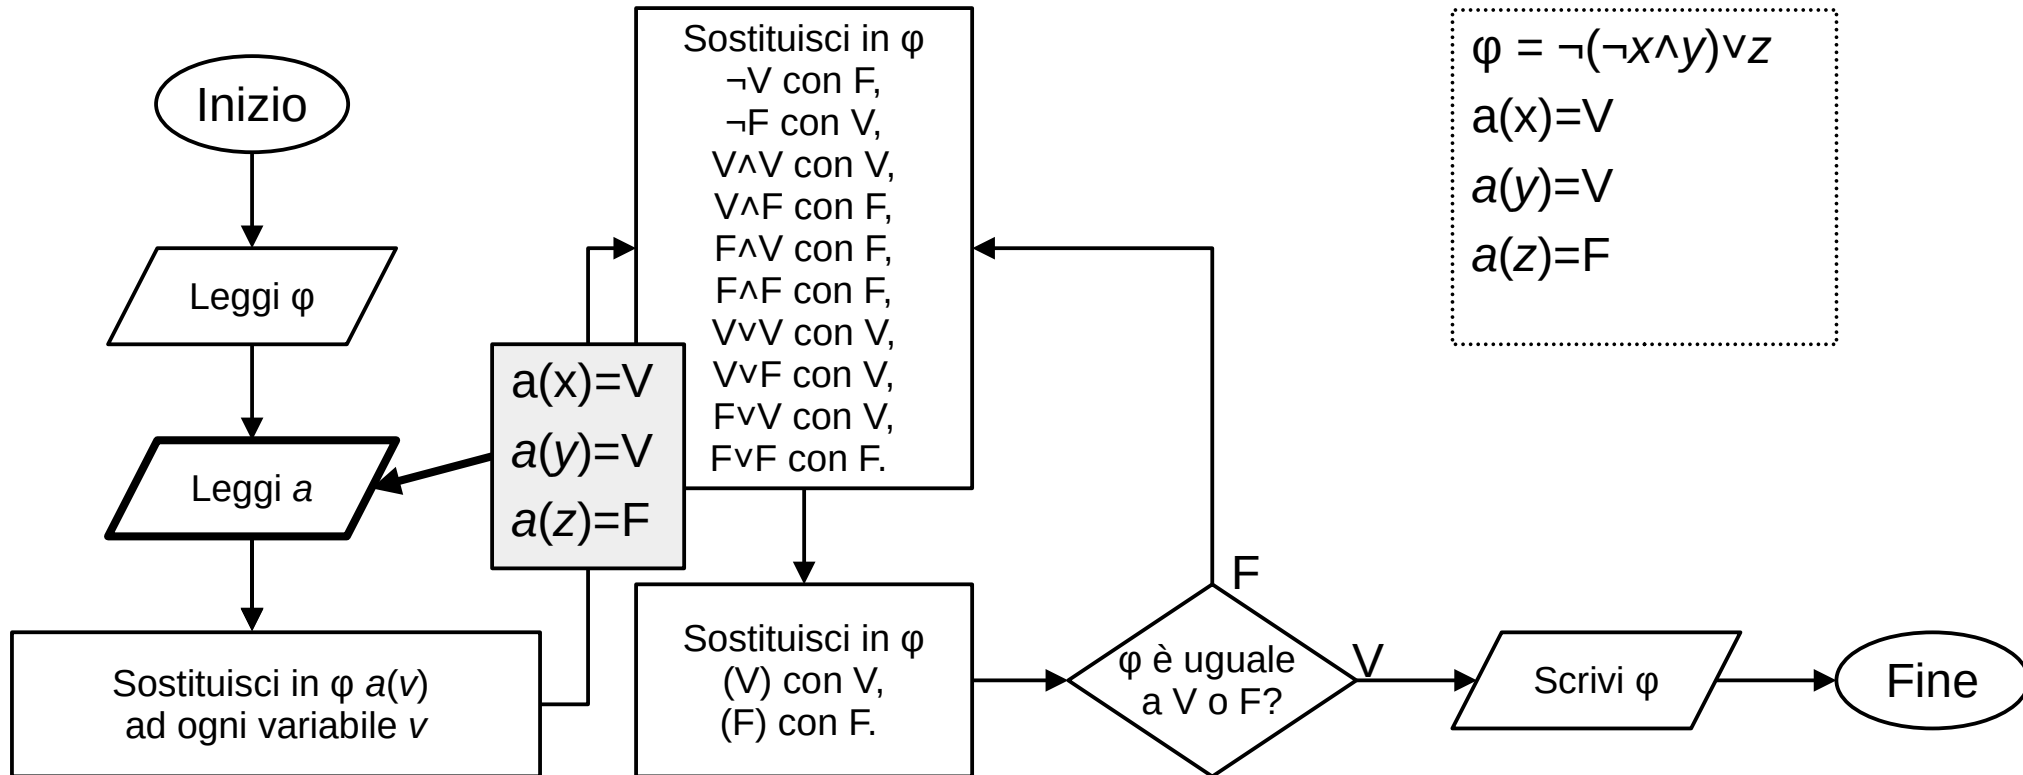 Inizio
Leggi φ
Leggi a
Sostituisci in φ a(v)
ad ogni variabile v
a(x)=V
a(y)=V
a(z)=F
Sostituisci in φ
¬V con F,
¬F con V,
V∧V con V,
V∧F con F,
F∧V con F,
F∧F con F,
V∨V con V,
V∨F con V,
F∨V con V,
F∨F con F.
Sostituisci in φ
(V) con V,
(F) con F.
φ è uguale
a V o F?
F
V
Scrivi φ
Fine
φ = ¬(¬x∧y)∨z
a(x)=V
a(y)=V
a(z)=F